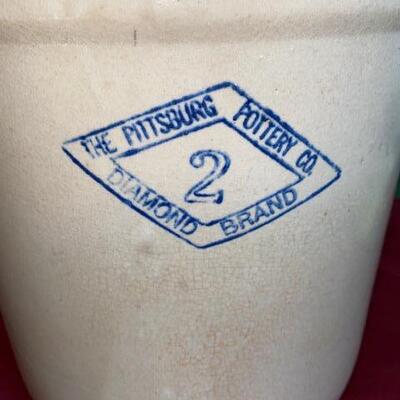 THE PITTSBURG POTTERY CO.
2
DIAMOND BRAND